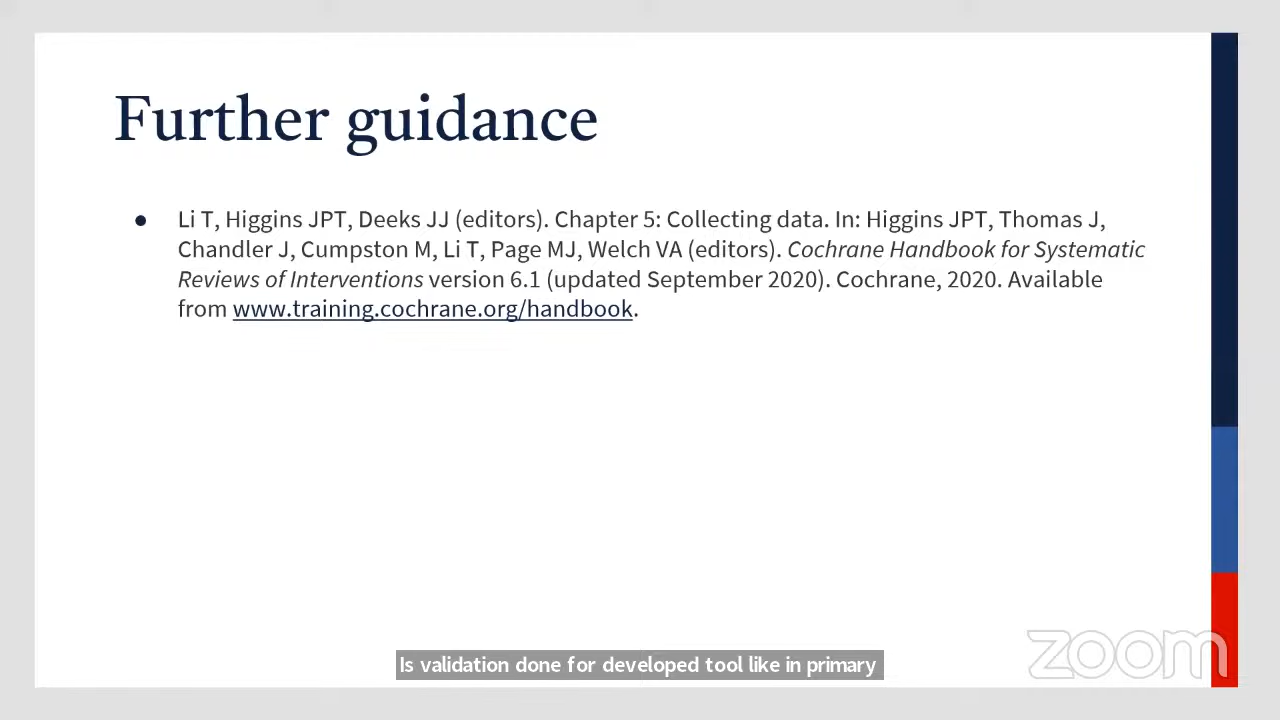 Further guidance
● Li T, Higgins JPT, Deeks JJ (editors). Chapter 5: Collecting data. In: Higgins JPT, Thomas J,
Chandler J, Cumpston M, Li T, Page MJ, Welch VA (editors). Cochrane Handbook for Systematic
Reviews of Interventions version 6.1 (updated September 2020). Cochrane, 2020. Available
from www.training.cochrane.org/handbook.
Is validation done for developed tool like in primary
zoom